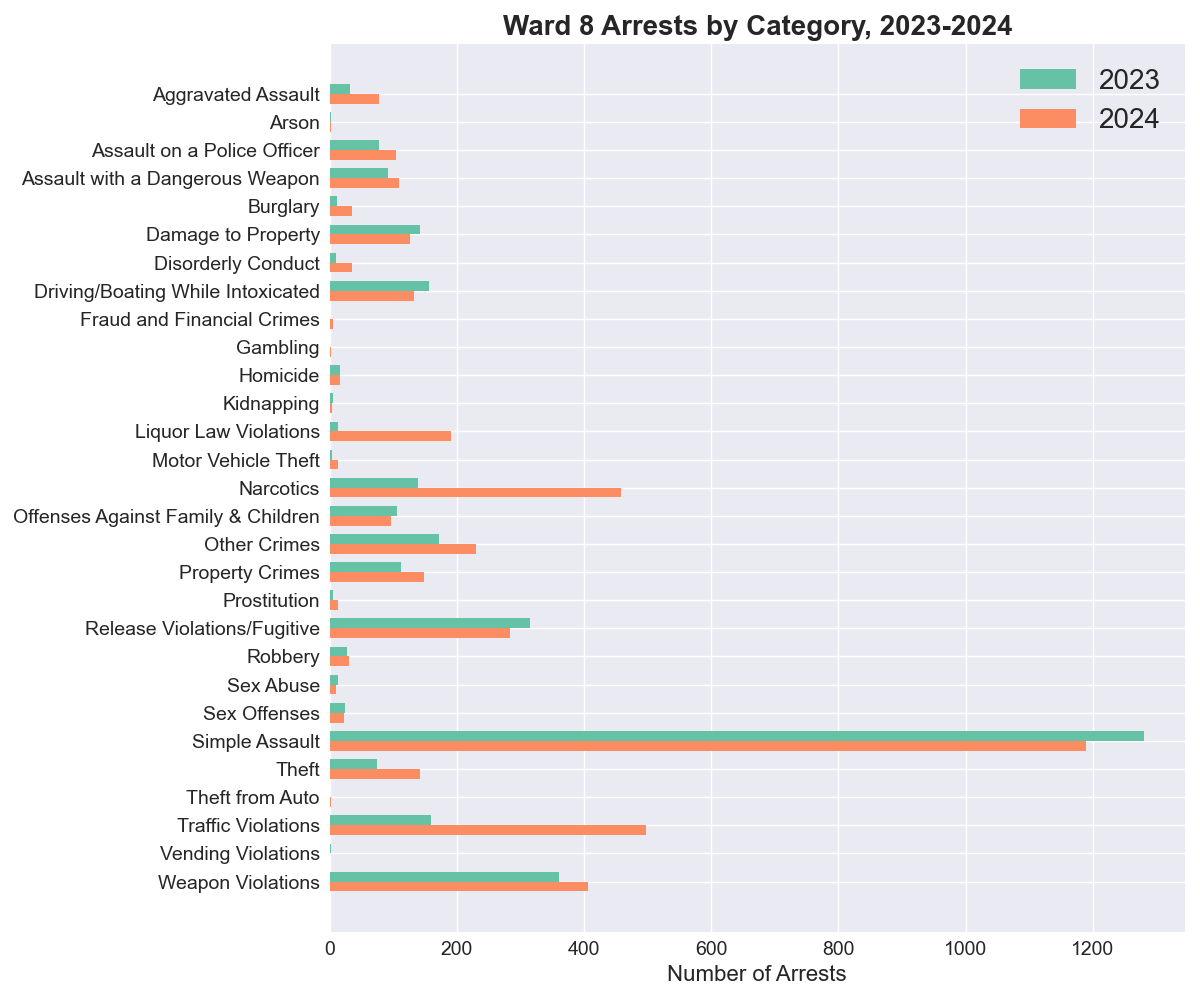 Ward 8 Arrests by Category, 2023-2024
2023
2024
Aggravated Assault
Arson
Assault on a Police Officer
Assault with a Dangerous Weapon
Burglary
Damage to Property
Disorderly Conduct
Driving/Boating While Intoxicated
Fraud and Financial Crimes
Gambling
Homicide
Kidnapping
Liquor Law Violations
Motor Vehicle Theft
Narcotics
Offenses Against Family & Children
Other Crimes
Property Crimes
Prostitution
Release Violations/Fugitive
Robbery
Sex Abuse
Sex Offenses
Simple Assault
Theft
Theft from Auto
Traffic Violations
Vending Violations
Weapon Violations
0 200 400 600 800 1000 1200
Number of Arrests